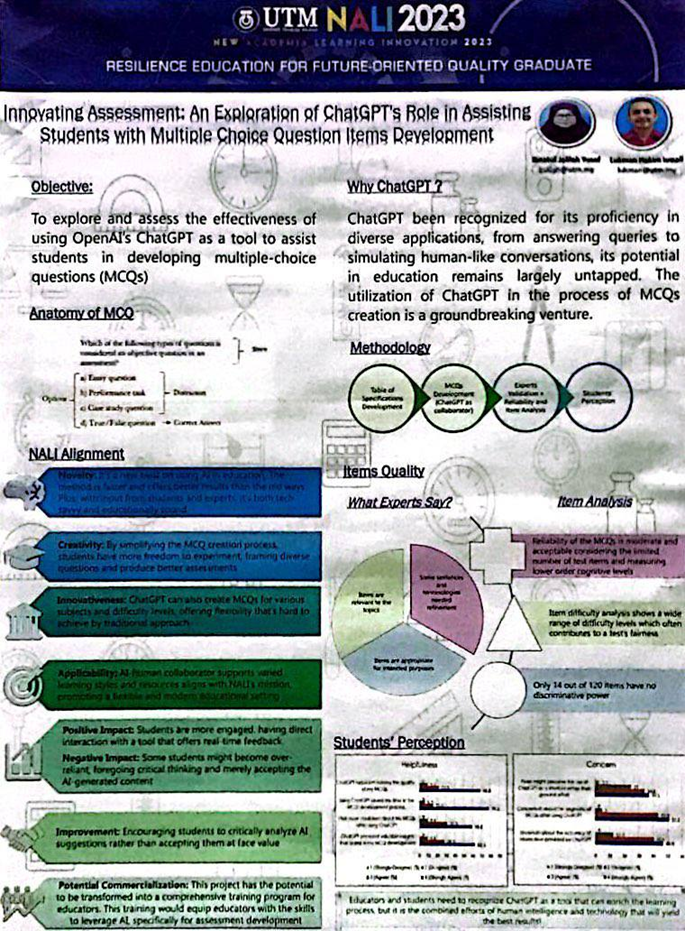 UTM NALI 2023
NEW ACADEMIA LEARNING INNOVATION 2023
RESILIENCE EDUCATION FOR FUTURE-ORIENTED QUALITY GRADUATE
Innovating Assessment: An Exploration of ChatGPT's Role in Assisting
Students with Multiple Choice Question Items Development
Objective:
To explore and assess the effectiveness of
using OpenAI's ChatGPT as a tool to assist
students in developing multiple-choice
questions (MCQs)
Why ChatGPT ?
ChatGPT been recognized for its proficiency in
diverse applications, from answering queries to
simulating human-like conversations, its potential
in education remains largely untapped. The
utilization of ChatGPT in the process of MCQs
creation is a groundbreaking venture.
Anatomy of MCQ
Which of the following types of question is
considered an objective question in an
assessment?
Stem
Options
a) Essay question
b) Performance task
c) Case study question
d) True/False question
Distractors
Correct Answer
Methodology
Table of
Specifications
Development
MCQs
Development
(ChatGPT as
collaborator)
Experts
Validation +
Reliability and
Item Analysis
Students
Perception
NALI Alignment
Novelty:
method is faster and offers better results than the old ways.
Plus, with input from students and experts, it's both tech
savvy and educationally sound
Creativity: By simplifying the MCQ creation process,
students have more freedom to experiment, framing diverse
questions and produce better assessments
Innovativeness: ChatGPT can also create MCQs for various
subjects and difficulty levels, offering flexibility that's hard to
achieve by traditional approach
Applicability: AI-human collaborator supports varied
learning styles and resources aligns with NALI's mission,
promoting a flexible and modern educational setting
Positive Impact: Students are more engaged, having direct
interaction with a tool that offers real-time feedback
Negative Impact: Some students might become over-
reliant, foregoing critical thinking and merely accepting the
AI-generated content
Improvement: Encouraging students to critically analyze AI
suggestions rather than accepting them at face value
Potential Commercialization: This project has the potential
to be transformed into a comprehensive training program for
educators. This training would equip educators with the skills
to leverage AI, specifically for assessment development
Items Quality
What Experts Say?
Items are
relevant to the
topics
Some sentences
and
terminologies
needed
refinement
Items are appropriate
for intended purposes
Item Analysis
Reliability of the MCQs is moderate and
acceptable considering the limited
number of test items and measuring
lower order cognitive levels
Item difficulty analysis shows a wide
range of difficulty levels which often
contributes to a test's fairness
Only 14 out of 120 items have no
discriminative power
Students' Perception
Helpfulness
Concern
Educators and students need to recognize ChatGPT as a tool that can enrich the learning
process, but it is the combined efforts of human intelligence and technology that will yield
the best results!